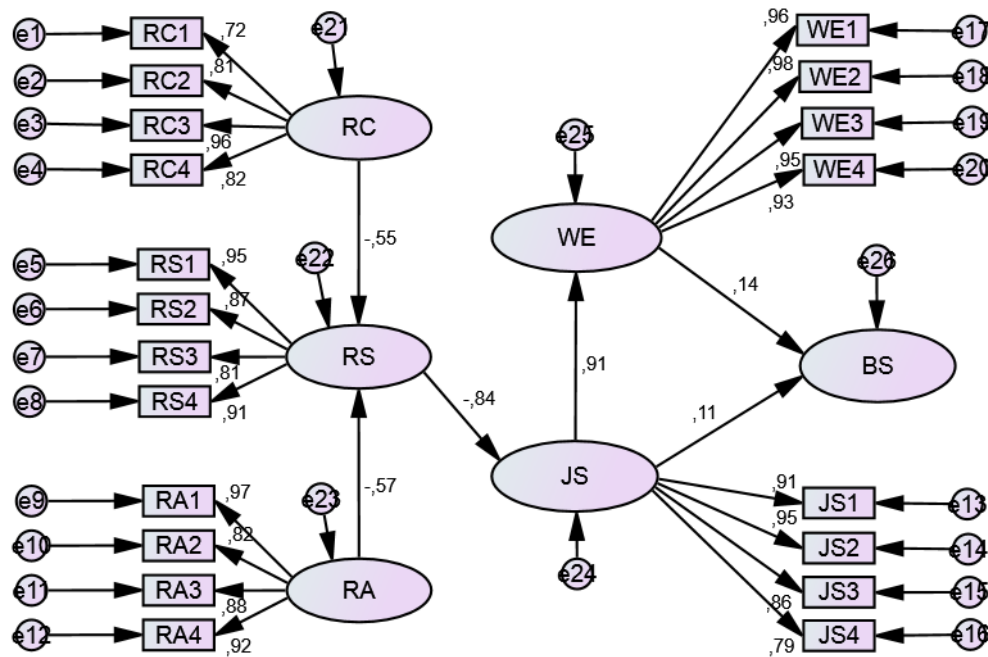 e1 RC1 ,72
e2 RC2 ,81
e3 RC3 ,96
e4 RC4 ,82
e21
RC
-,55
e5 RS1 ,95
e6 RS2 ,87
e7 RS3 ,81
e8 RS4 ,91
e22
RS
-,84
-,57
e9 RA1 ,97
e10 RA2 ,82
e11 RA3 ,88
e12 RA4 ,92
e23
RA
,96 WE1 e17
,98 WE2 e18
,95 WE3 e19
,93 WE4 e20
e25
WE
,14
e26
BS
,91
,11
JS
e24
,91 JS1 e13
,95 JS2 e14
,86 JS3 e15
,79 JS4 e16